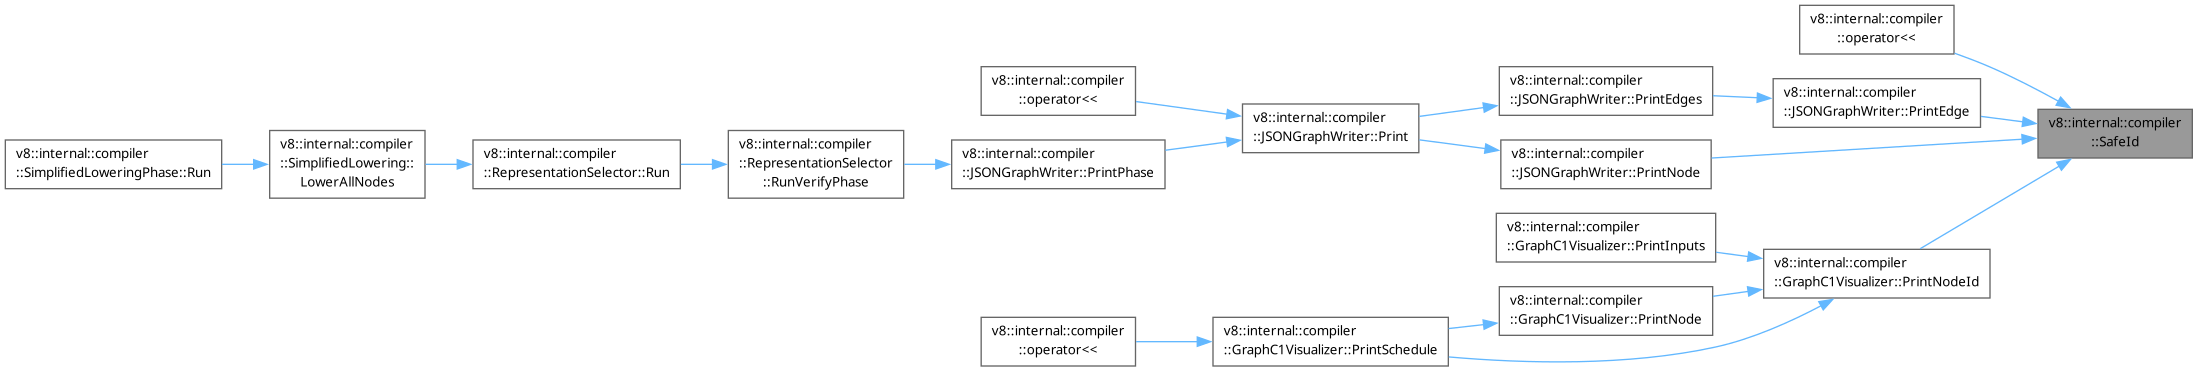 v8::internal::compiler
::operator<<
v8::internal::compiler
::operator<<
v8::internal::compiler
::JSONGraphWriter::PrintEdges
v8::internal::compiler
::JSONGraphWriter::PrintEdge
v8::internal::compiler
::SafeId
v8::internal::compiler
::JSONGraphWriter::Print
v8::internal::compiler
::SimplifiedLoweringPhase::Run
v8::internal::compiler
::SimplifiedLowering::
LowerAllNodes
v8::internal::compiler
::RepresentationSelector::Run
v8::internal::compiler
::RepresentationSelector
::RunVerifyPhase
v8::internal::compiler
::JSONGraphWriter::PrintPhase
v8::internal::compiler
::JSONGraphWriter::PrintNode
v8::internal::compiler
::GraphC1Visualizer::PrintInputs
v8::internal::compiler
::GraphC1Visualizer::PrintNodeId
v8::internal::compiler
::GraphC1Visualizer::PrintNode
v8::internal::compiler
::operator<<
v8::internal::compiler
::GraphC1Visualizer::PrintSchedule